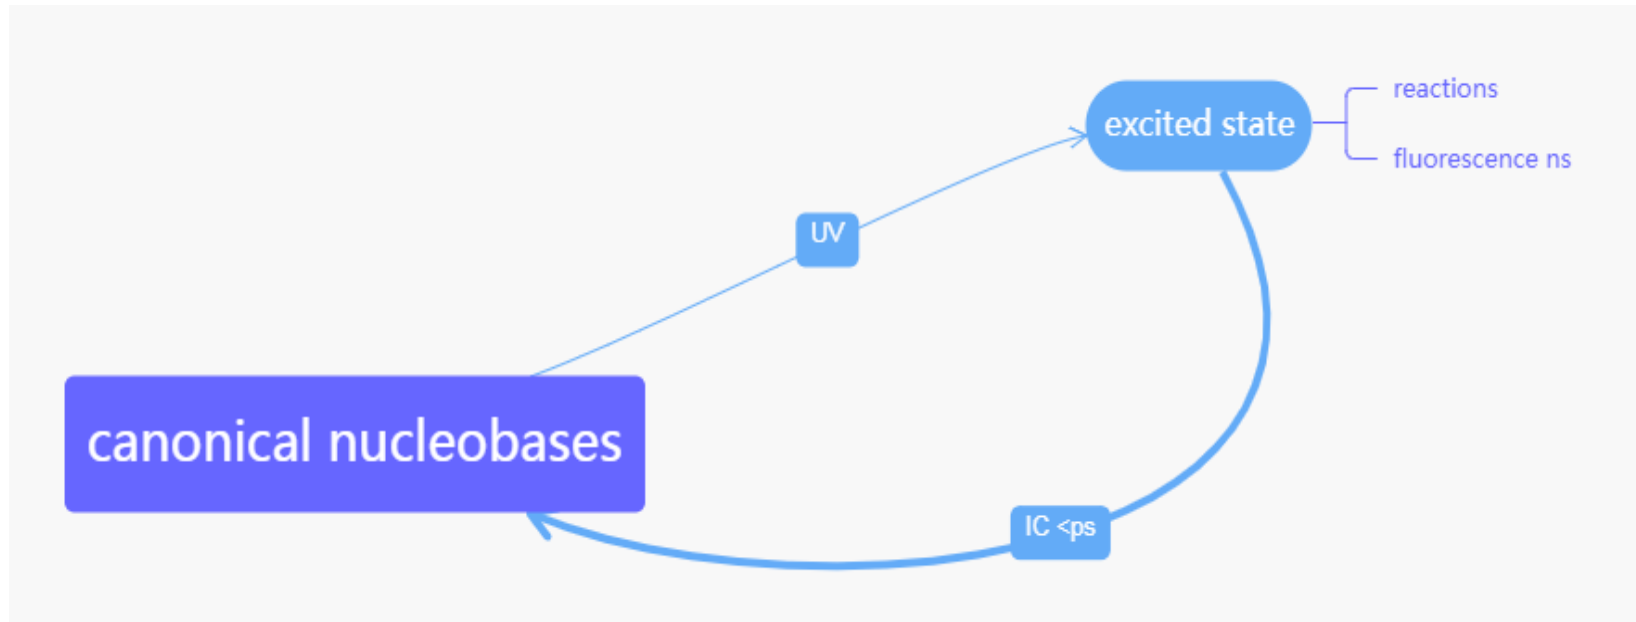 reactions
excited state
fluorescence ns
UV
canonical nucleobases
IC <ps